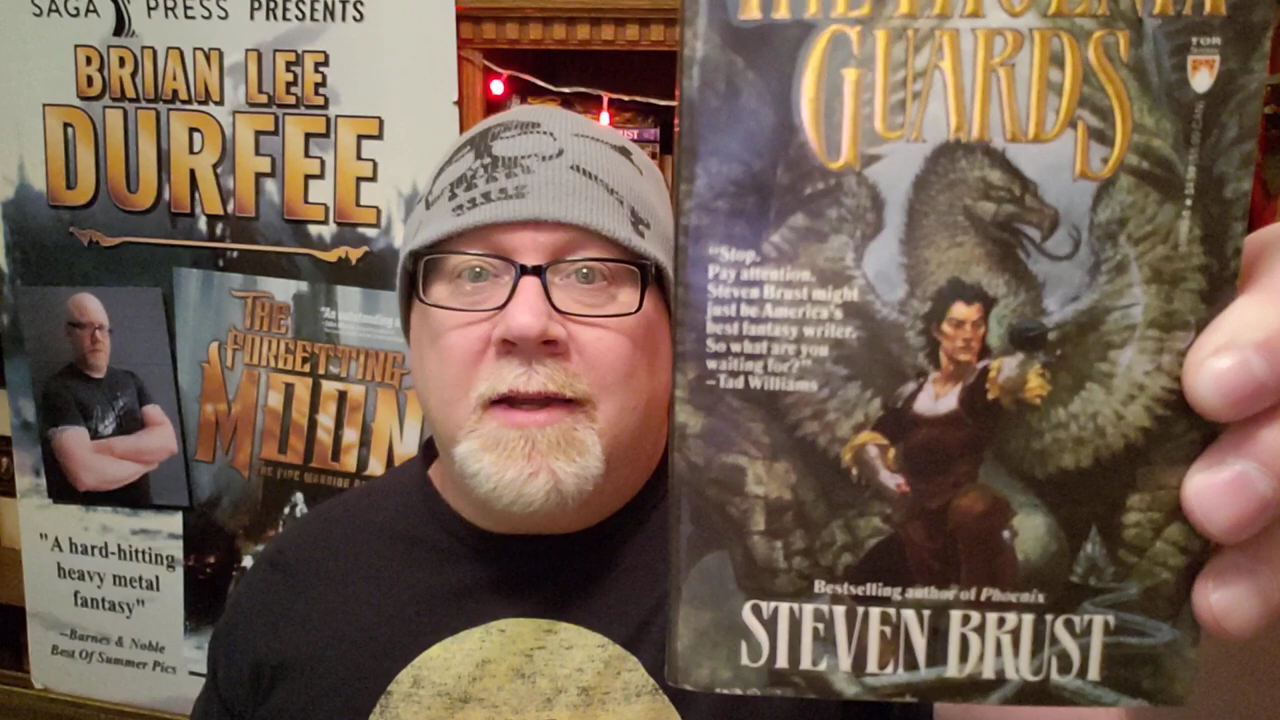 SAGA PRESS PRESENTS
BRIAN LEE
DURFEE
THE
FORGETTING
MOON
"A hard-hitting
heavy metal
fantasy"
–Barnes & Noble
Best Of Summer Pics
GUARDS
TOR
"Stop.
Pay attention.
Steven Brust might
just be America's
best fantasy writer.
So what are you
waiting for?"
–Tad Williams
Bestselling author of Phoenix
STEVEN BRUST